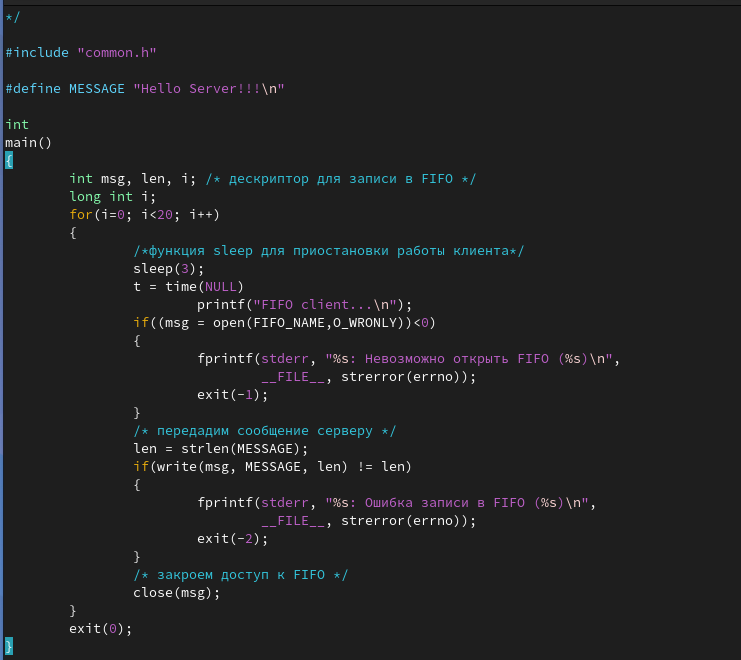 */
#include "common.h"
#define MESSAGE "Hello Server!!!\n"
int
main()
{
int msg, len, i; /* дескриптор для записи в FIFO */
long int i;
for(i=0; i<20; i++)
{
/*функция sleep для приостановки работы клиента*/
sleep(3);
t = time(NULL)
printf("FIFO client...\n");
if((msg = open(FIFO_NAME,O_WRONLY))<0)
{
fprintf(stderr, "%s: Невозможно открыть FIFO (%s)\n",
__FILE__, strerror(errno));
exit(-1);
}
/* передадим сообщение серверу */
len = strlen(MESSAGE);
if(write(msg, MESSAGE, len) != len)
{
fprintf(stderr, "%s: Ошибка записи в FIFO (%s)\n",
__FILE__, strerror(errno));
exit(-2);
}
/* закроем доступ к FIFO */
close(msg);
}
exit(0);
}